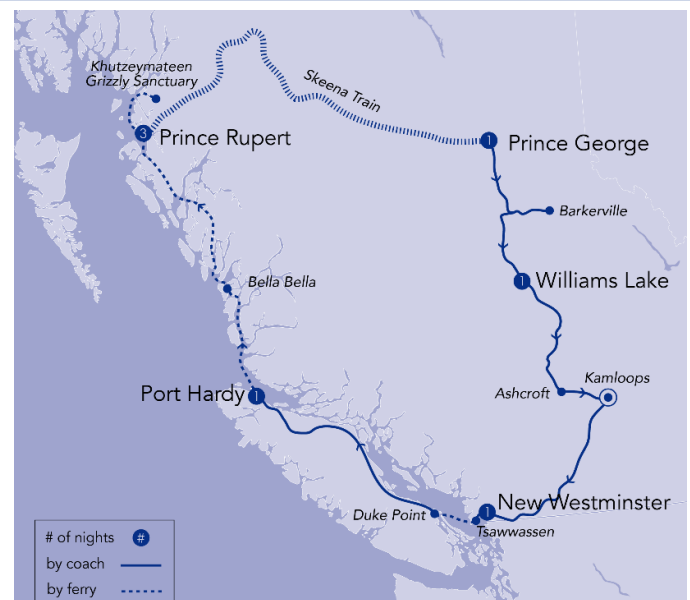 Khutzeymateen
Grizzly Sanctuary
Skeena Train
3
Prince Rupert
1
Prince George
Barkerville
1
Williams Lake
Bella Bella
Kamloops
Ashcroft
Port Hardy
1
1
New Westminster
Duke Point
Tsawwassen
# of nights #
by coach
by ferry